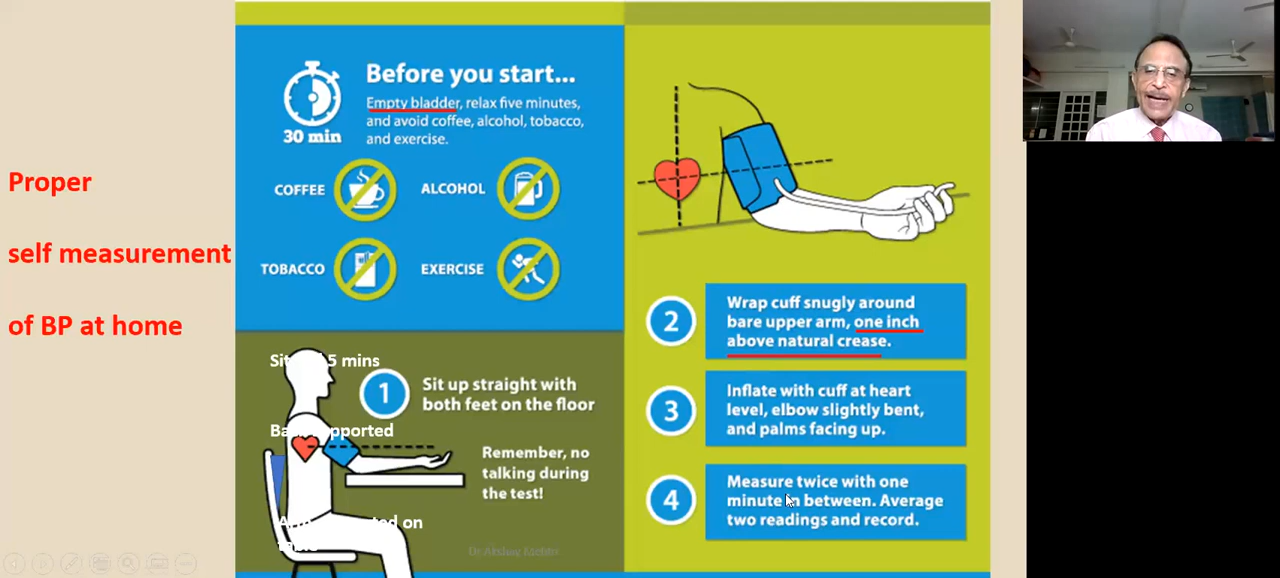 Proper
self measurement
of BP at home
Before you start...
Empty bladder, relax five minutes,
and avoid coffee, alcohol, tobacco,
and exercise.
30 min
COFFEE
ALCOHOL
TOBACCO
EXERCISE
5 mins
1
Sit up straight with
both feet on the floor
Remember, no
talking during
the test!
on
2
Wrap cuff snugly around
bare upper arm, one inch
above natural crease.
3
Inflate with cuff at heart
level, elbow slightly bent,
and palms facing up.
4
Measure twice with one
minute in between. Average
two readings and record.